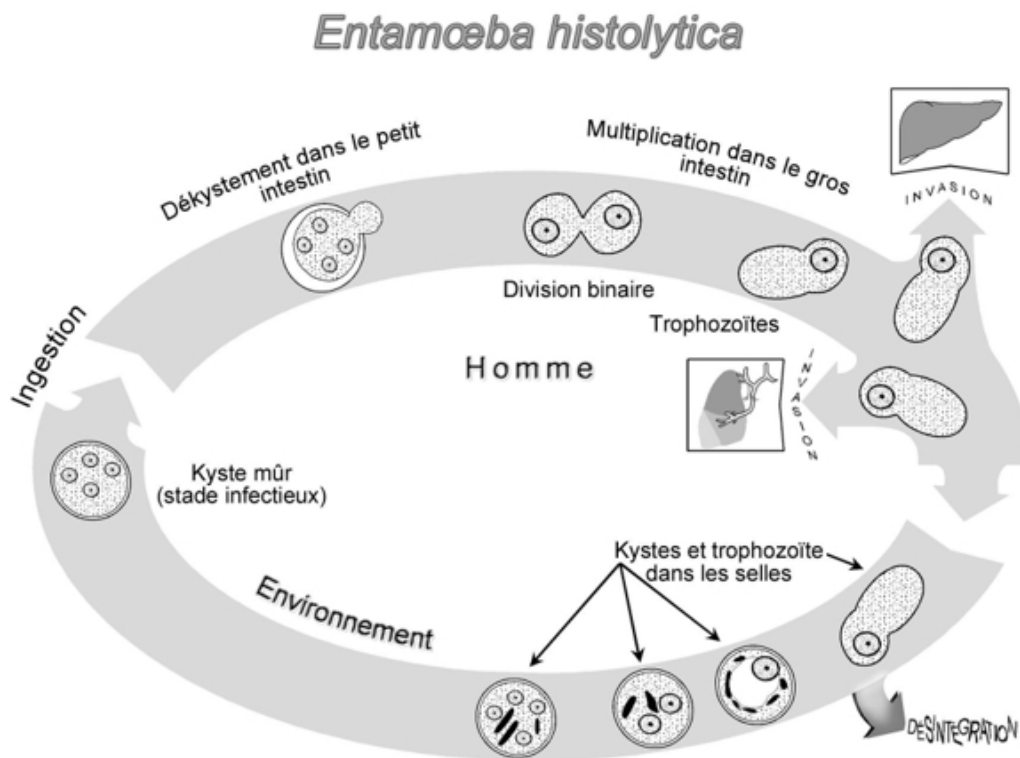 Entamœba histolytica
Dékystement dans le petit
intestin
Multiplication dans le gros
intestin
INVASION
Division binaire
Trophozoïtes
Ingestion
Homme
INVASION
Kyste mûr
(stade infectieux)
Kystes et trophozoïte
dans les selles
Environnement
DÉSINTÉGRATION